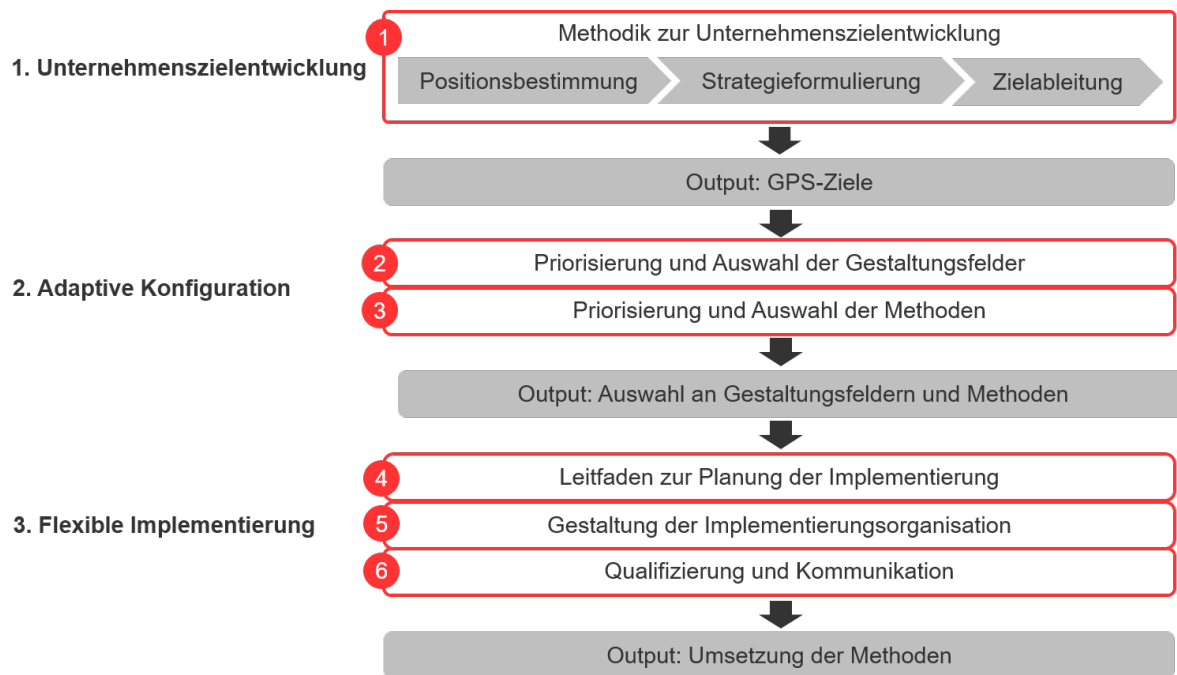 1
Methodik zur Unternehmenszielentwicklung
1. Unternehmenszielentwicklung
Positionsbestimmung
Strategieformulierung
Zielableitung
Output: GPS-Ziele
2. Adaptive Konfiguration
2
Priorisierung und Auswahl der Gestaltungsfelder
3
Priorisierung und Auswahl der Methoden
Output: Auswahl an Gestaltungsfeldern und Methoden
3. Flexible Implementierung
4
Leitfaden zur Planung der Implementierung
5
Gestaltung der Implementierungsorganisation
6
Qualifizierung und Kommunikation
Output: Umsetzung der Methoden